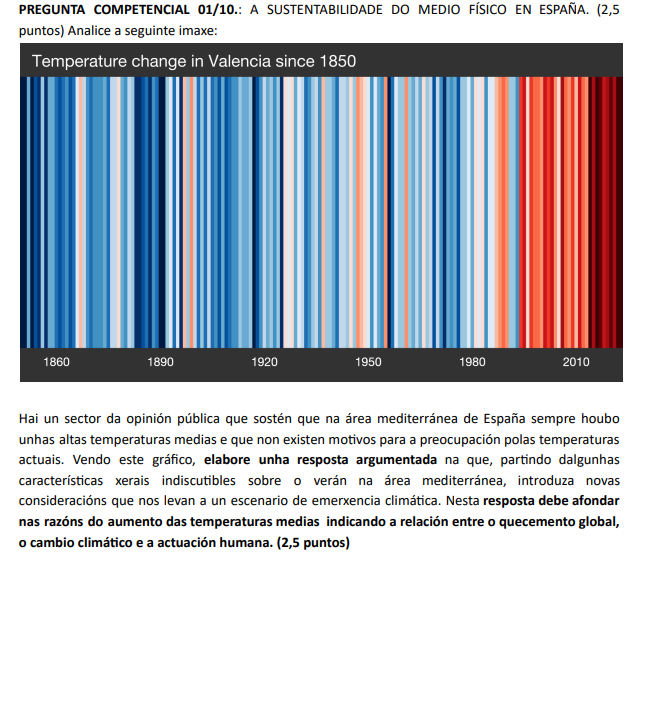 PREGUNTA COMPETENCIAL 01/10.: A SUSTENTABILIDADE DO MEDIO FÍSICO EN ESPAÑA. (2,5
puntos) Analice a seguinte imaxe:
Temperature change in Valencia since 1850
1860 1890 1920 1950 1980 2010
Hai un sector da opinión pública que sostén que na área mediterránea de España sempre houbo
unhas altas temperaturas medias e que non existen motivos para a preocupación polas temperaturas
actuais. Vendo este gráfico, elabore unha resposta argumentada na que, partindo dalgunhas
características xerais indiscutibles sobre o verán na área mediterránea, introduza novas
consideracións que nos levan a un escenario de emerxencia climática. Nesta resposta debe afondar
nas razóns do aumento das temperaturas medias indicando a relación entre o quecemento global,
o cambio climático e a actuación humana. (2,5 puntos)